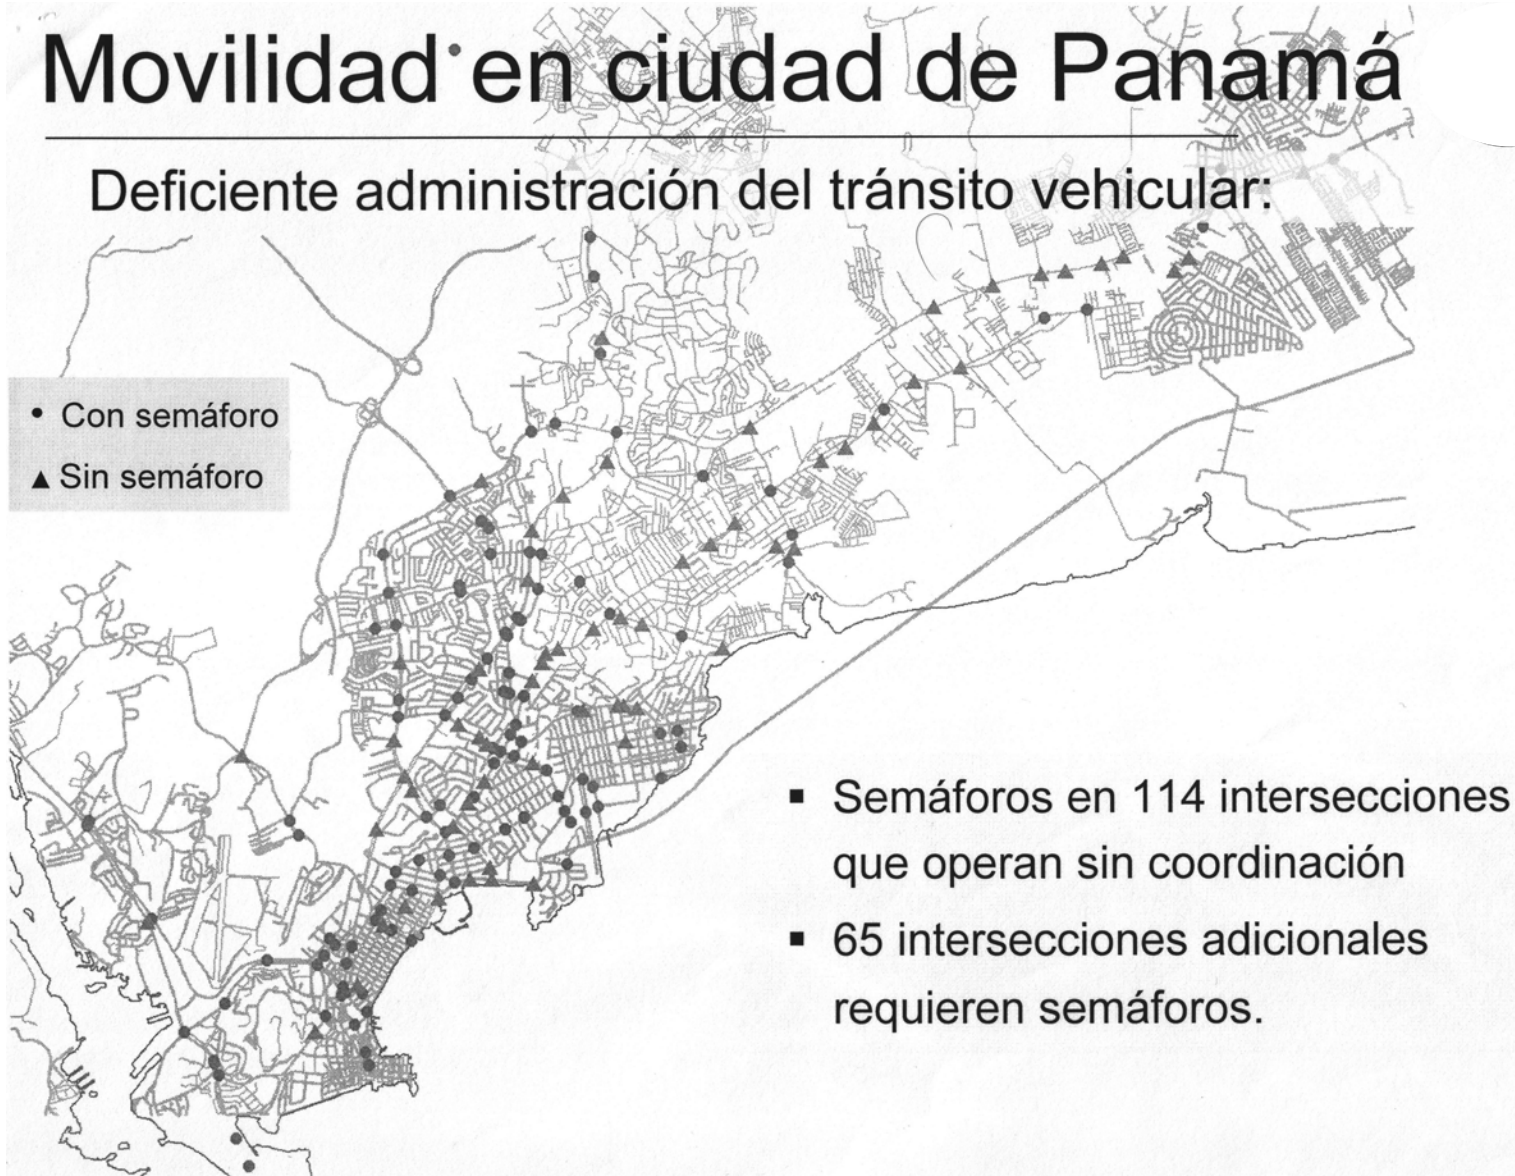 Movilidad en ciudad de Panamá
Deficiente administración del tránsito vehicular:
• Con semáforo
▲ Sin semáforo
▪ Semáforos en 114 intersecciones
que operan sin coordinación
▪ 65 intersecciones adicionales
requieren semáforos.